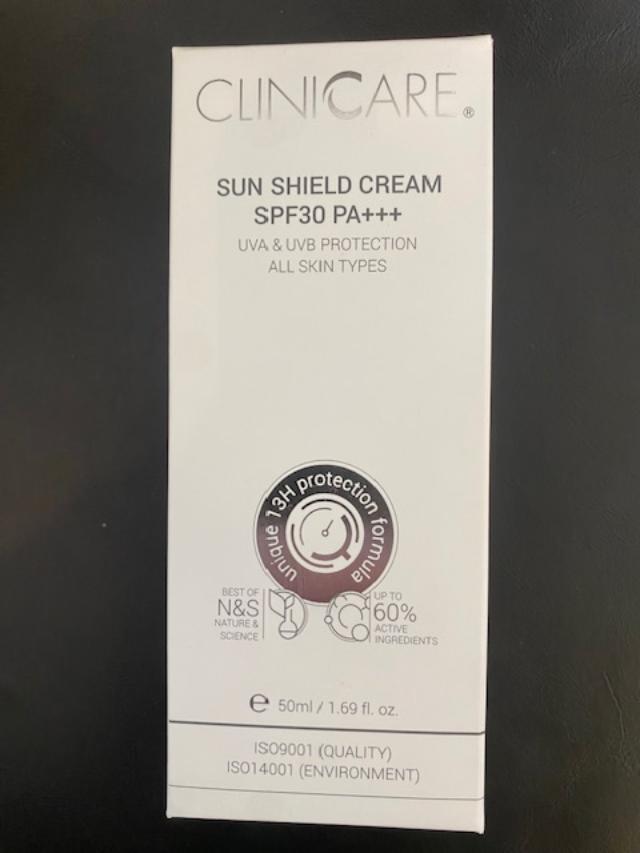 CLINICCARE®
SUN SHIELD CREAM
SPF30 PA+++
UVA & UVB PROTECTION
ALL SKIN TYPES
unique 13H protection formula
BEST OF
N&S
NATURE &
SCIENCE
UP TO
60%
ACTIVE
INGREDIENTS
e 50ml / 1.69 fl. oz.
ISO9001 (QUALITY)
ISO14001 (ENVIRONMENT)